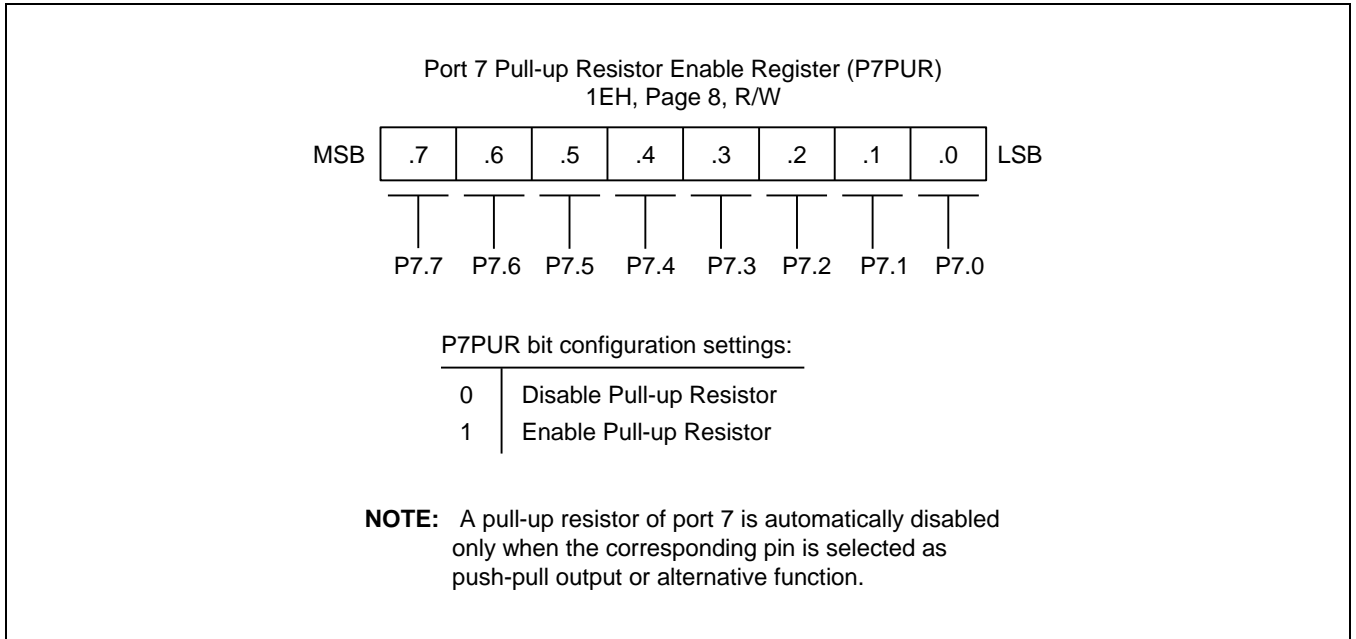 Port 7 Pull-up Resistor Enable Register (P7PUR)
1EH, Page 8, R/W
MSB .7 .6 .5 .4 .3 .2 .1 .0 LSB
P7.7 P7.6 P7.5 P7.4 P7.3 P7.2 P7.1 P7.0
P7PUR bit configuration settings:
0 Disable Pull-up Resistor
1 Enable Pull-up Resistor
NOTE: A pull-up resistor of port 7 is automatically disabled
only when the corresponding pin is selected as
push-pull output or alternative function.